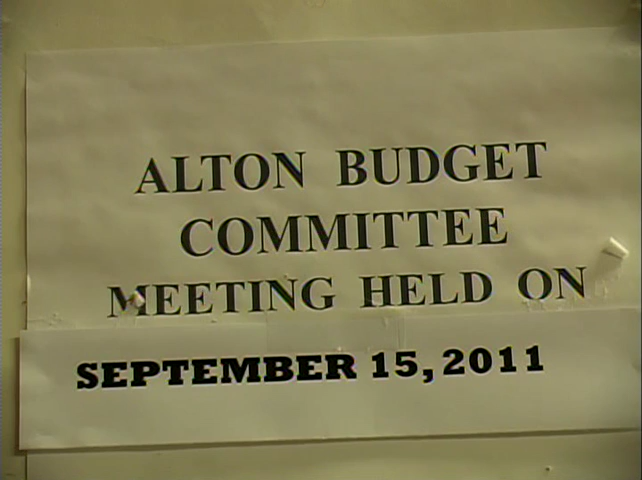 ALTON BUDGET
COMMITTEE
MEETING HELD ON
SEPTEMBER 15, 2011